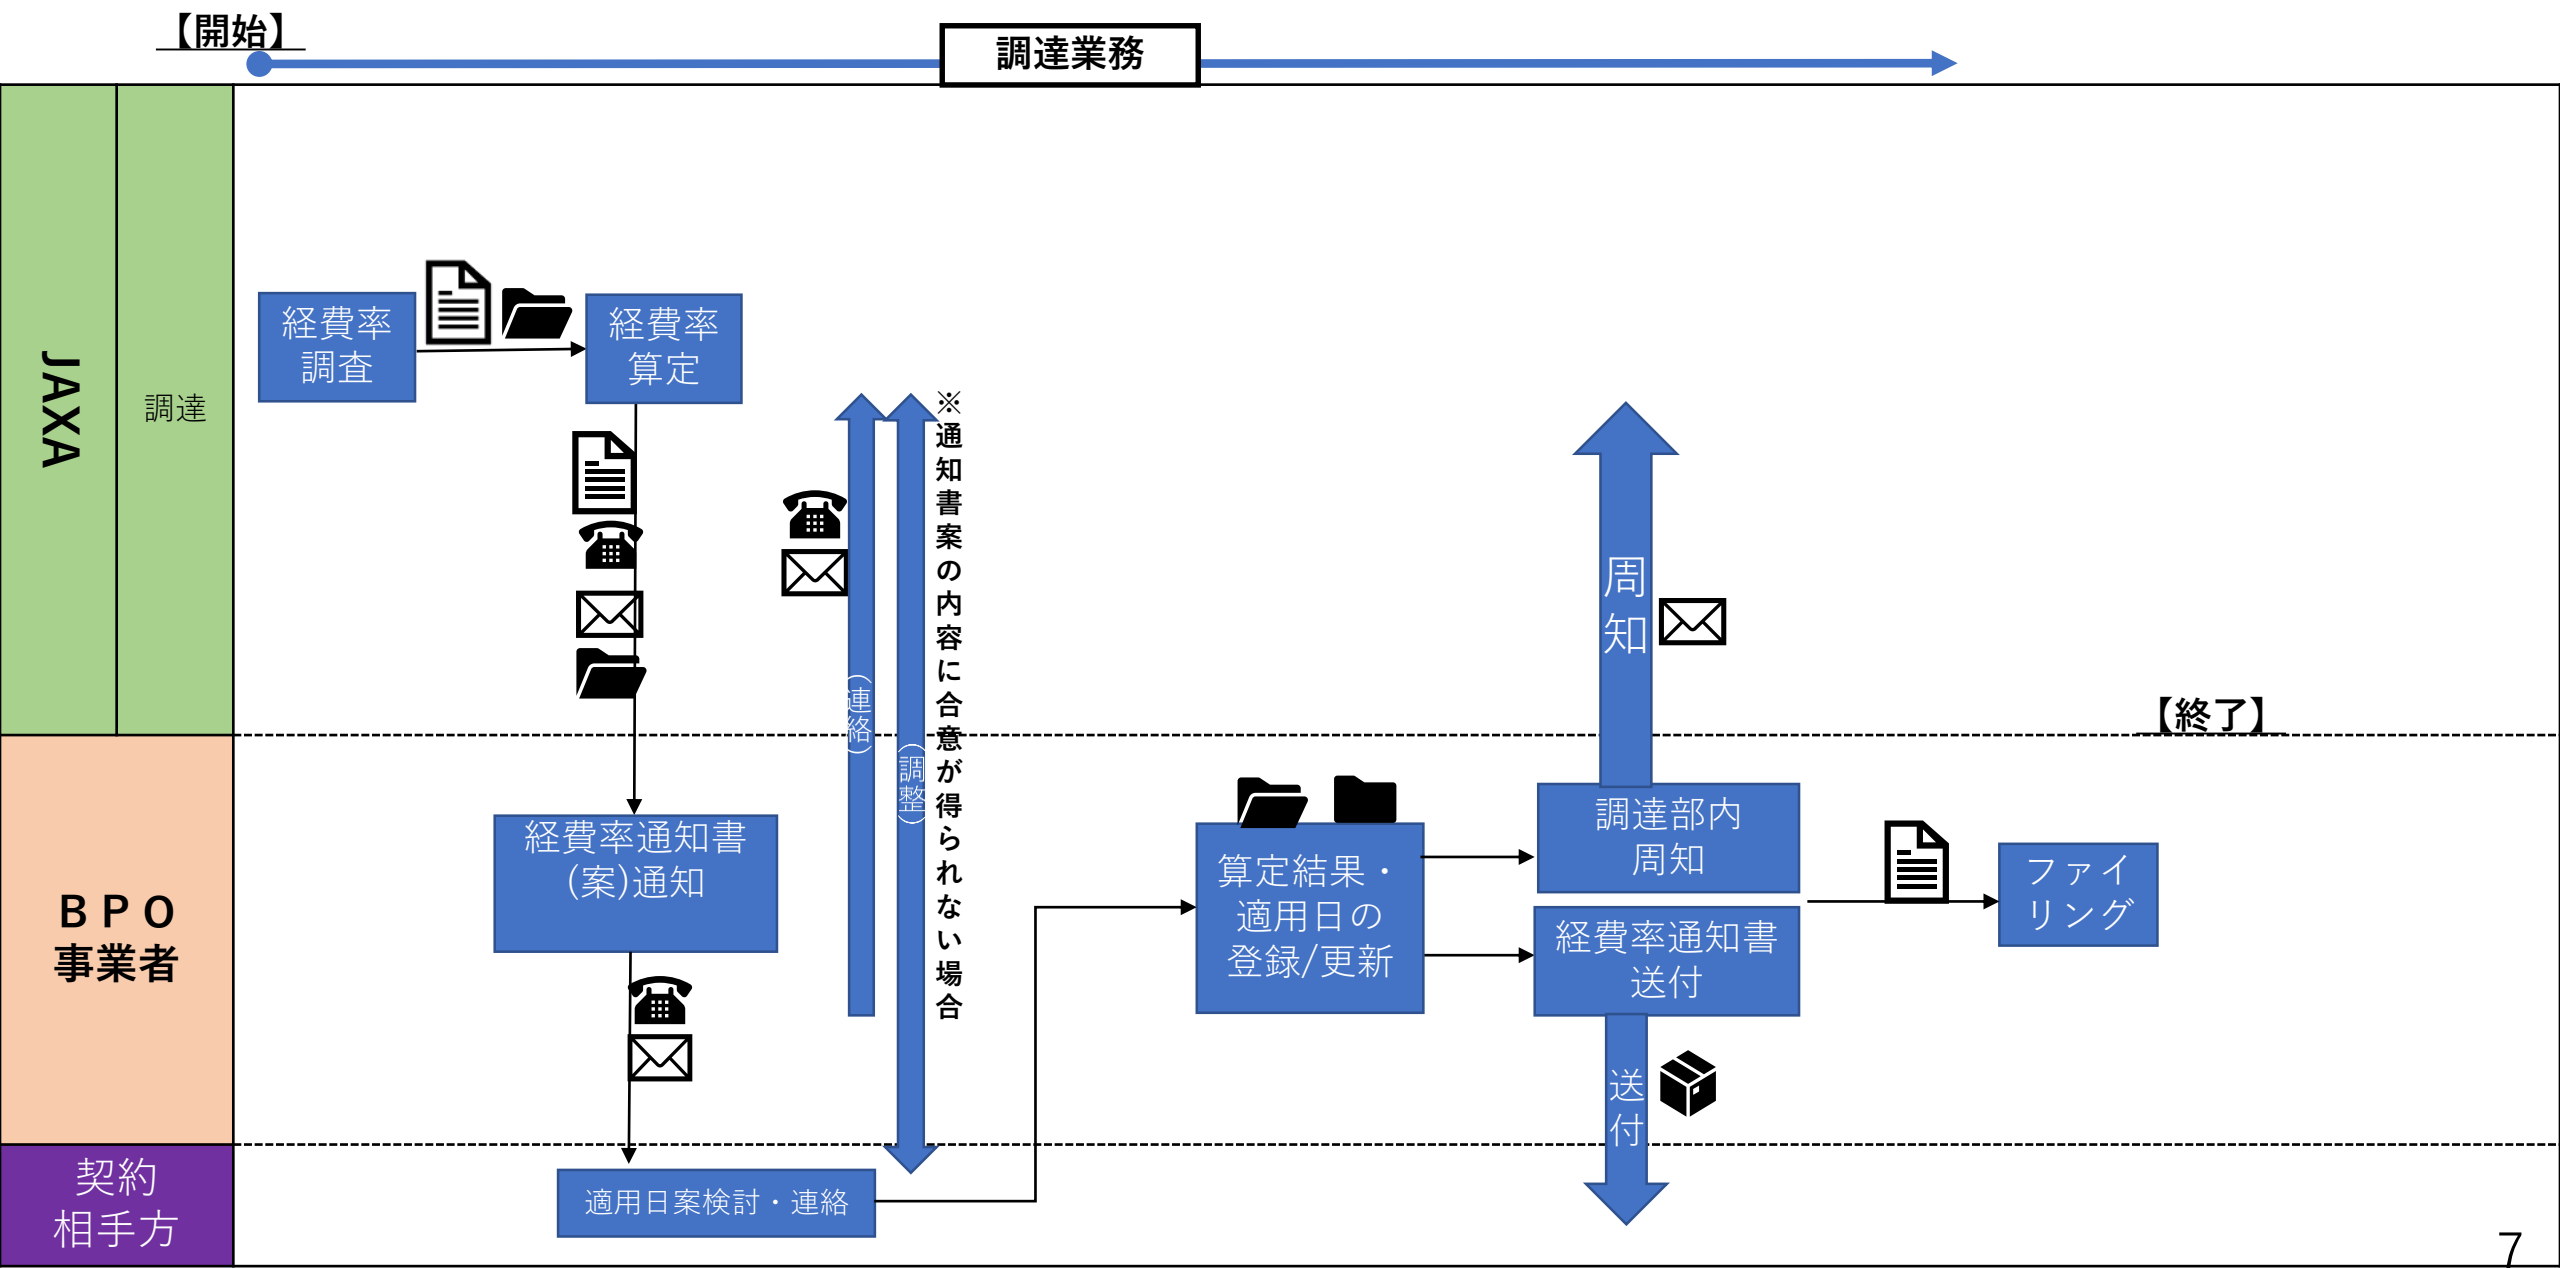 【開始】
調達業務
JAXA
調達
経費率
調査
経費率
算定
※通知書案の内容に合意が得られない場合
(連絡)
(調整)
周知
【終了】
BPO
事業者
経費率通知書
(案)通知
算定結果・
適用日の
登録/更新
調達部内
周知
経費率通知書
送付
ファイ
リング
送付
契約
相手方
適用日案検討・連絡
7